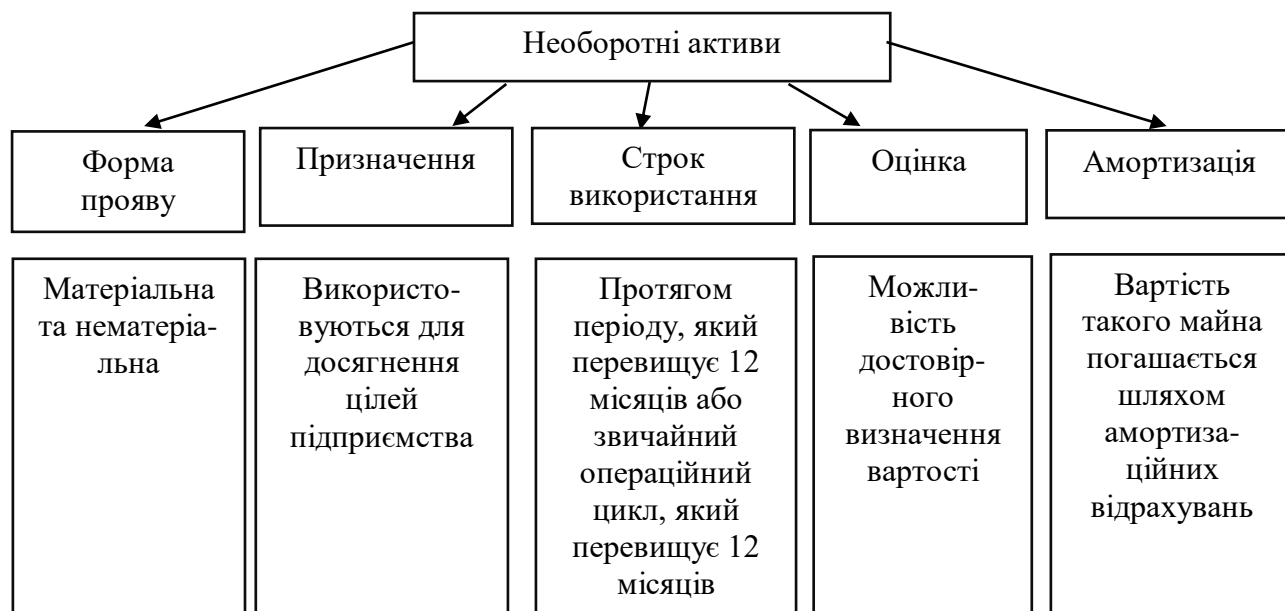 Необоротні активи
Форма
прояву
Призначення
Строк
використання
Оцінка
Амортизація
Матеріальна
та нематеріа-
льна
Використо-
вуються для
досягнення
цілей
підприємства
Протягом
періоду, який
перевищує 12
місяців або
звичайний
операційний
цикл, який
перевищує 12
місяців
Можли-
вість
достовір-
ного
визначення
вартості
Вартість
такого майна
погашається
шляхом
амортиза-
ційних
відрахувань